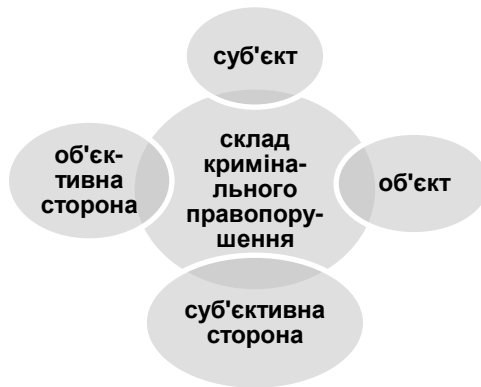 суб'єкт
об'єк-
тивна
сторона
склад
криміна-
льного
правопору-
шення
об'єкт
суб'єктивна
сторона